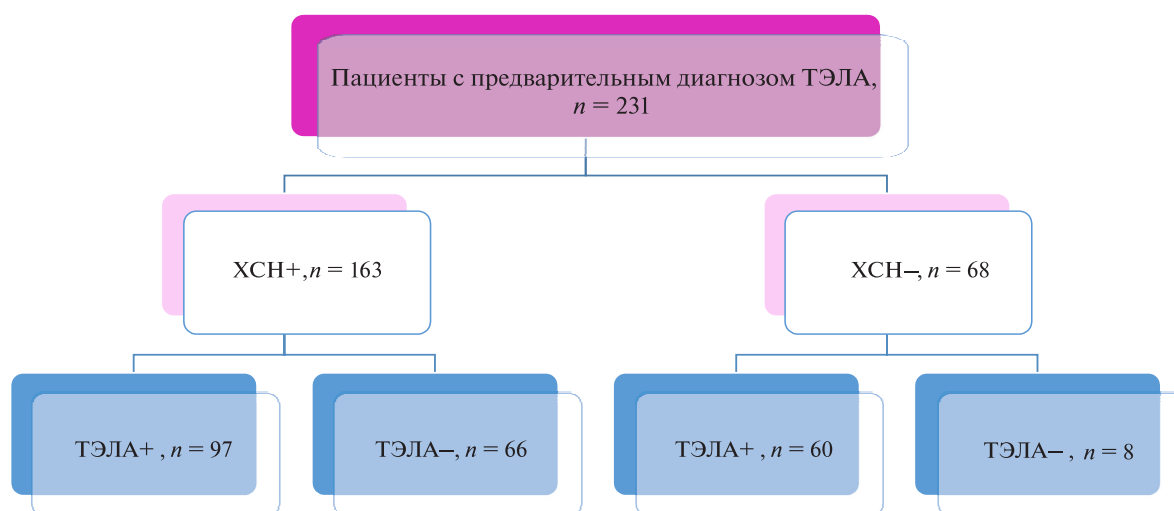 Пациенты с предварительным диагнозом ТЭЛА,
n = 231
ХСН+,n = 163
ХСН–, n = 68
ТЭЛА+ , n = 97
ТЭЛА–, n = 66
ТЭЛА+ , n = 60
ТЭЛА– , n = 8